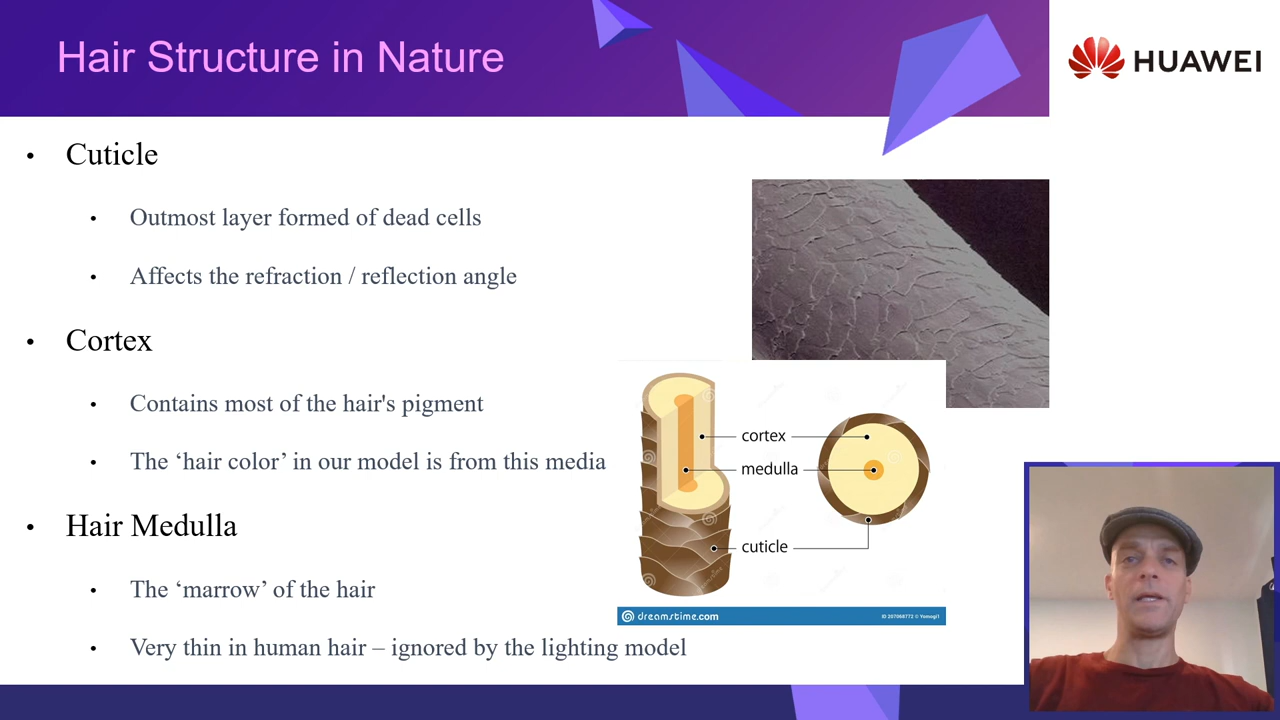 Hair Structure in Nature
HUAWEI
• Cuticle
• Outmost layer formed of dead cells
• Affects the refraction / reflection angle
• Cortex
• Contains most of the hair's pigment
• The ‘hair color’ in our model is from this media
• Hair Medulla
• The ‘marrow’ of the hair
• Very thin in human hair – ignored by the lighting model
cortex
medulla
cuticle
dreamstime.com